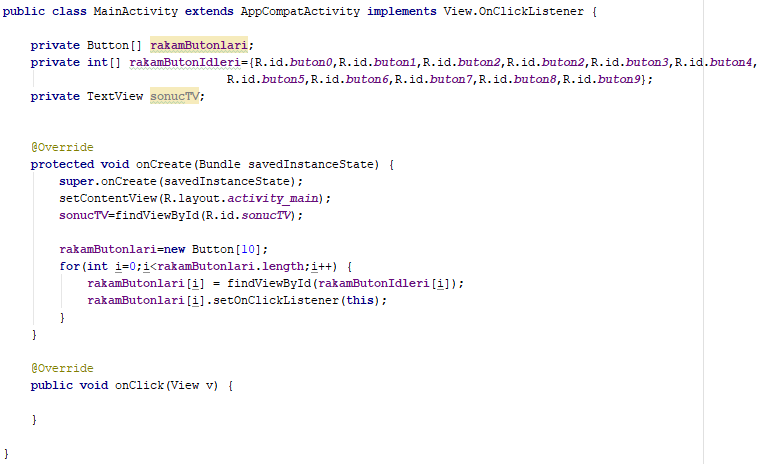 public class MainActivity extends AppCompatActivity implements View.OnClickListener {
private Button[] rakamButonlari;
private int[] rakamButonIdleri={R.id.buton0,R.id.buton1,R.id.buton2,R.id.buton2,R.id.buton3,R.id.buton4,
R.id.buton5,R.id.buton6,R.id.buton7,R.id.buton8,R.id.buton9};
private TextView sonucTV;
@Override
protected void onCreate(Bundle savedInstanceState) {
super.onCreate(savedInstanceState);
setContentView(R.layout.activity_main);
sonucTV=findViewById(R.id.sonucTV);
rakamButonlari=new Button[10];
for(int i=0;i<rakamButonlari.length;i++) {
rakamButonlari[i] = findViewById(rakamButonIdleri[i]);
rakamButonlari[i].setOnClickListener(this);
}
}
@Override
public void onClick(View v) {
}
}